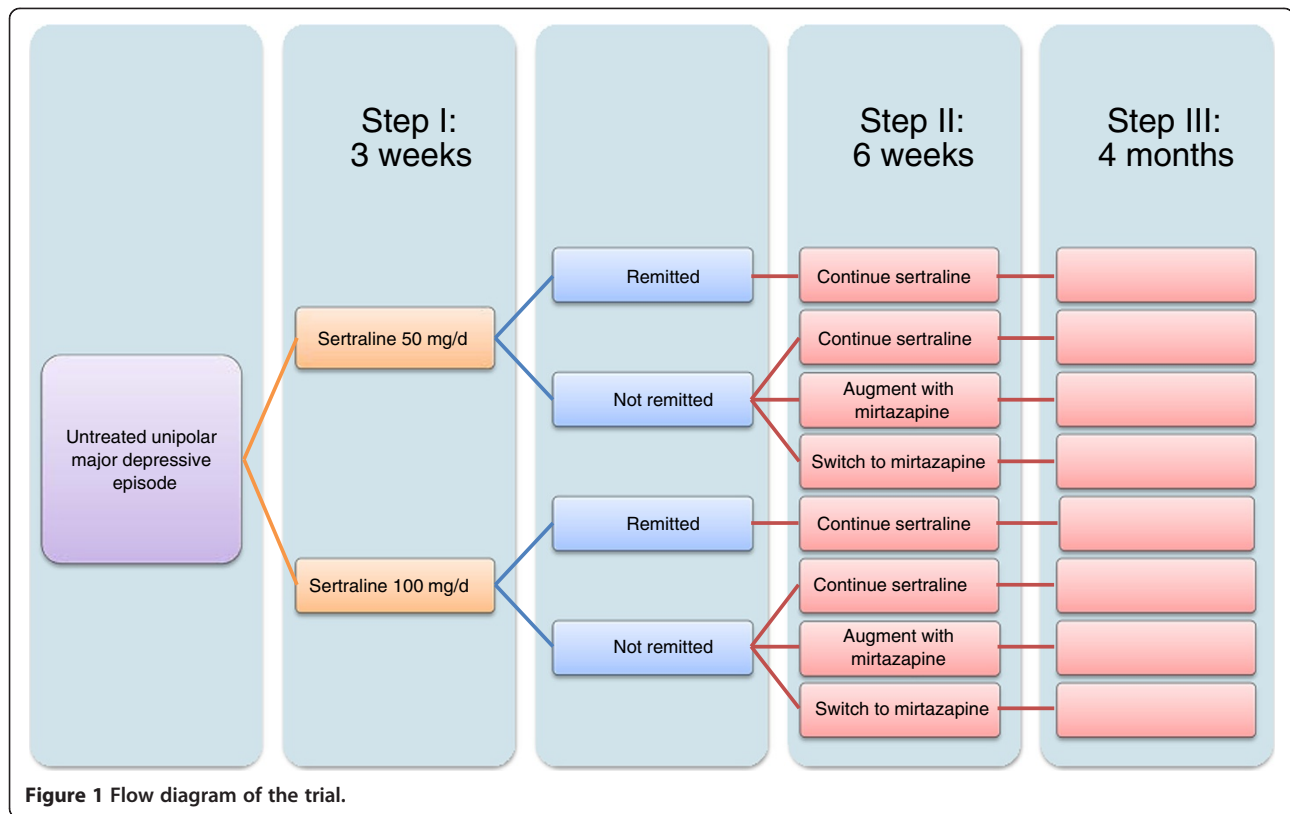 Step I:
3 weeks
Step II:
6 weeks
Step III:
4 months
Untreated unipolar
major depressive
episode
Sertraline 50 mg/d
Sertraline 100 mg/d
Remitted
Not remitted
Remitted
Not remitted
Continue sertraline
Continue sertraline
Augment with
mirtazapine
Switch to mirtazapine
Continue sertraline
Continue sertraline
Augment with
mirtazapine
Switch to mirtazapine
Figure 1 Flow diagram of the trial.